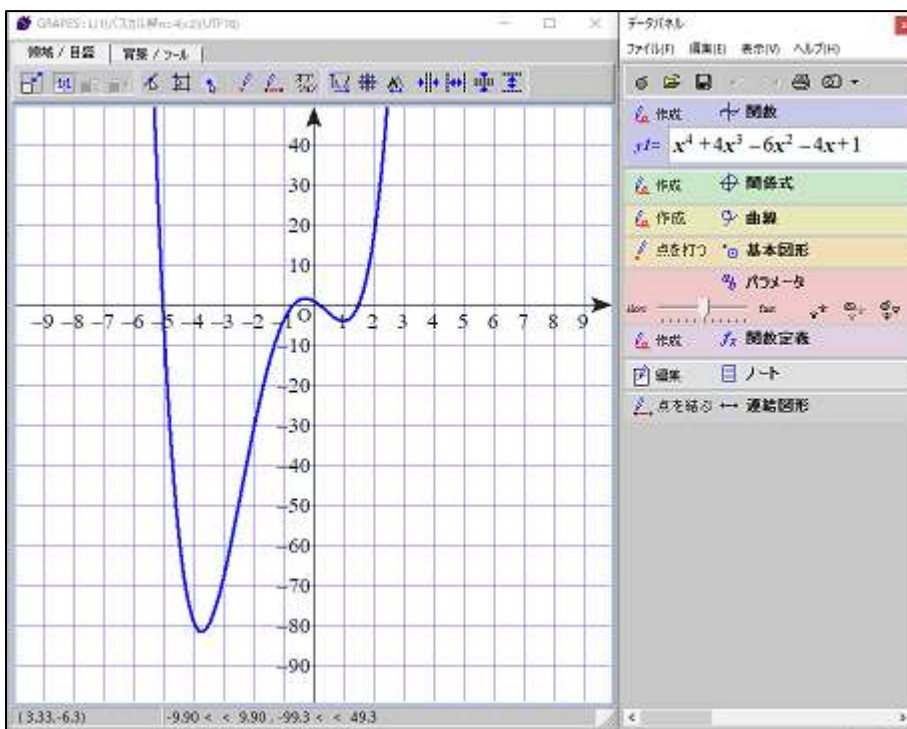 データパネル
領域 / 目盛 背景 / ツール
ファイル(F) 編集(E) 表示(V) ヘルプ(H)
作成 関数
y1= x⁴ +4x³ −6x² −4x+1
作成 関係式
作成 曲線
点を打つ 基本図形
パラメータ
slow fast
作成 関数定義
編集 ノート
点を結ぶ 連結図形
40
30
20
10
−9 −8 −7 −6 −5 −4 −3 −2 −1 O 1 2 3 4 5 6 7 8 9
−10
−20
−30
−40
−50
−60
−70
−80
−90
(3.33,-6.3) -9.90 < < 9.90 , -99.3 < < 49.3